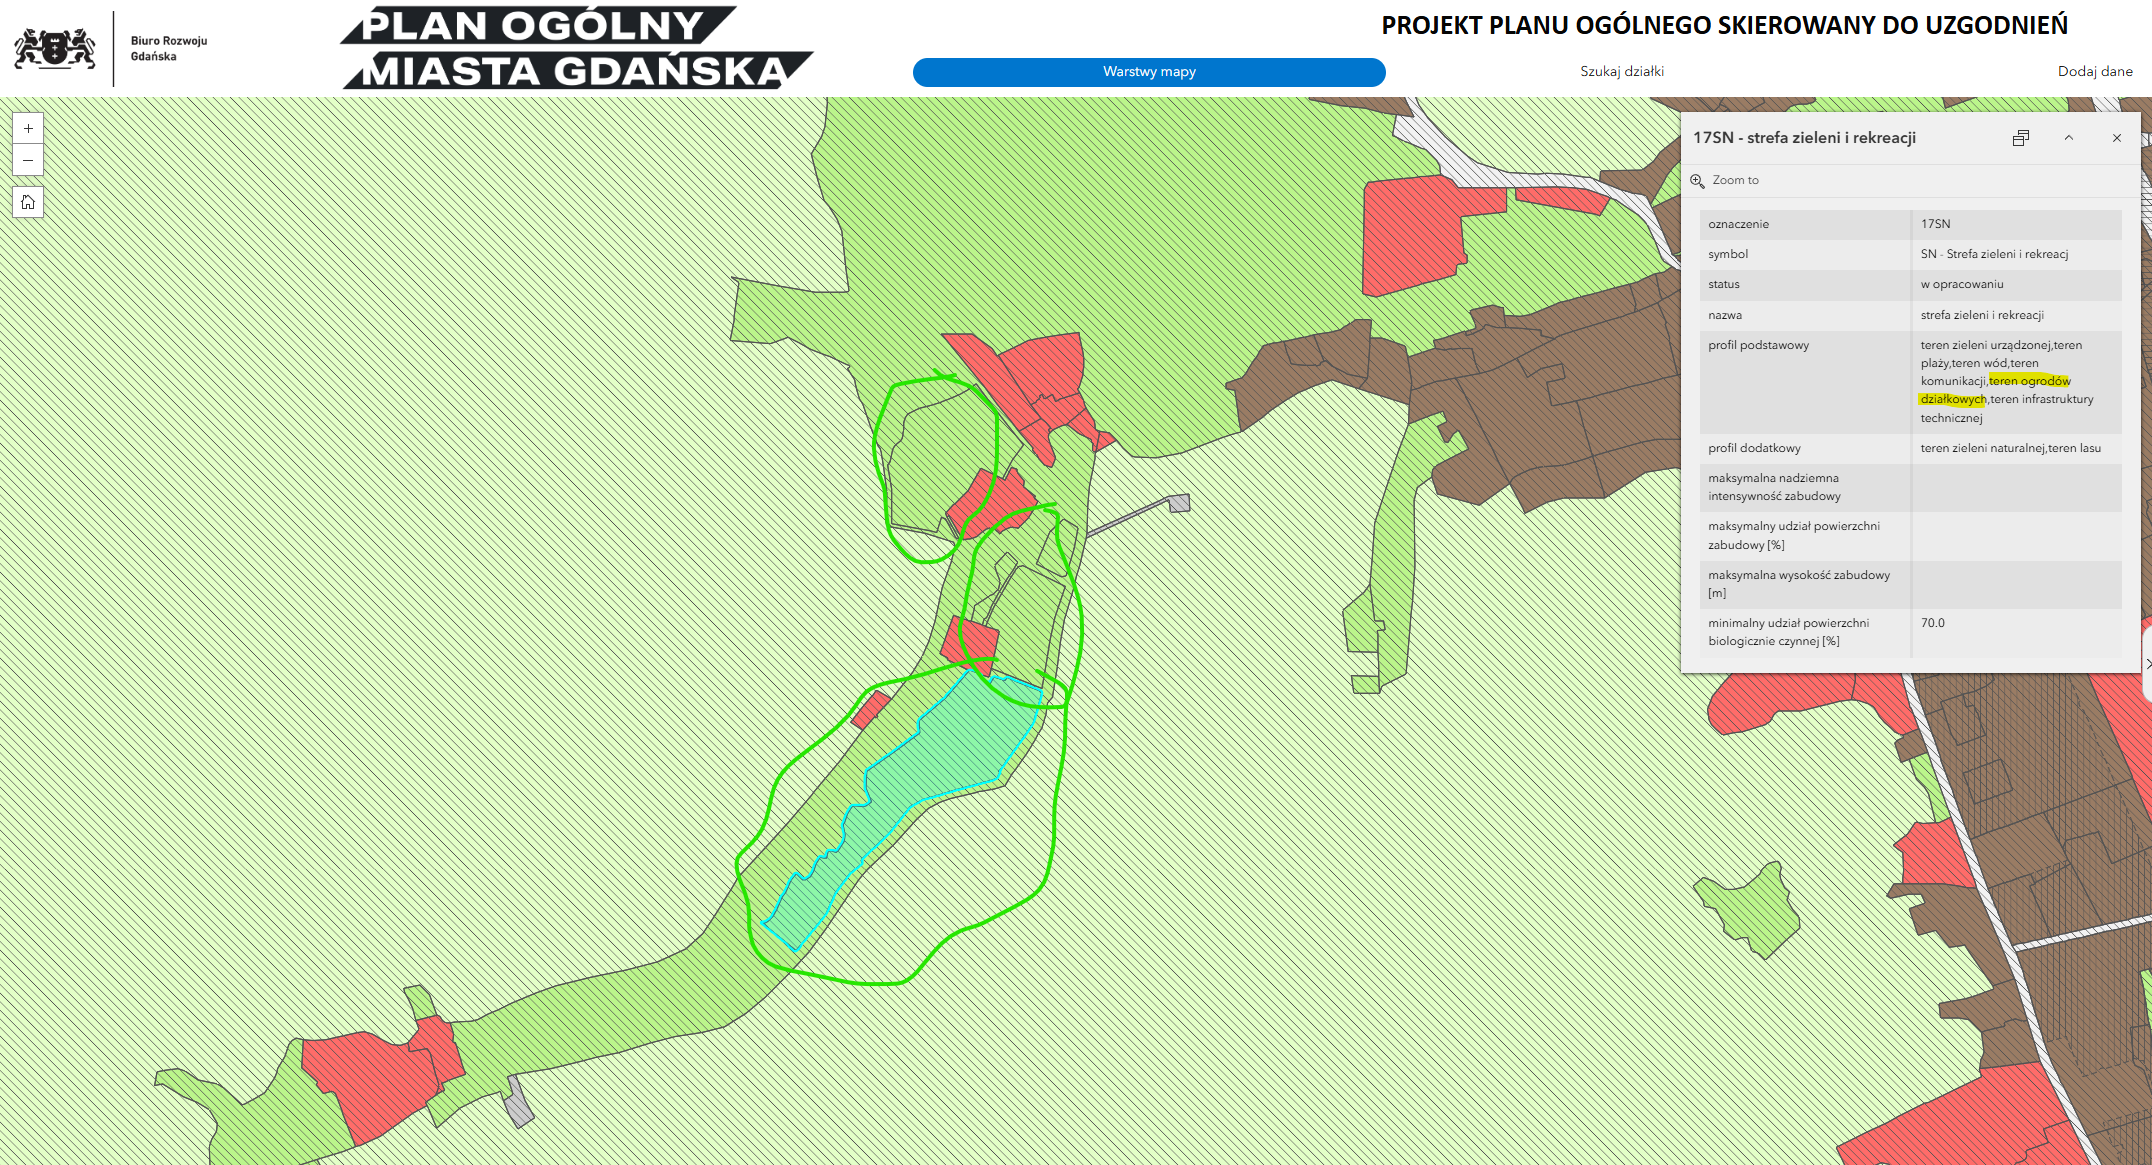 Biuro Rozwoju
Gdańska
PLAN OGÓLNY
MIASTA GDAŃSKA
PROJEKT PLANU OGÓLNEGO SKIEROWANY DO UZGODNIEŃ
Warstwy mapy
Szukaj działki
Dodaj dane
17SN - strefa zieleni i rekreacji
Zoom to
oznaczenie 17SN
symbol SN - Strefa zieleni i rekreacj
status w opracowaniu
nazwa strefa zieleni i rekreacji
profil podstawowy teren zieleni urządzonej,teren
plaży,teren wód,teren
komunikacji,teren ogrodów
działkowych,teren infrastruktury
technicznej
profil dodatkowy teren zieleni naturalnej,teren lasu
maksymalna nadziemna
intensywność zabudowy
maksymalny udział powierzchni
zabudowy [%]
maksymalna wysokość zabudowy
[m]
minimalny udział powierzchni 70.0
biologicznie czynnej [%]